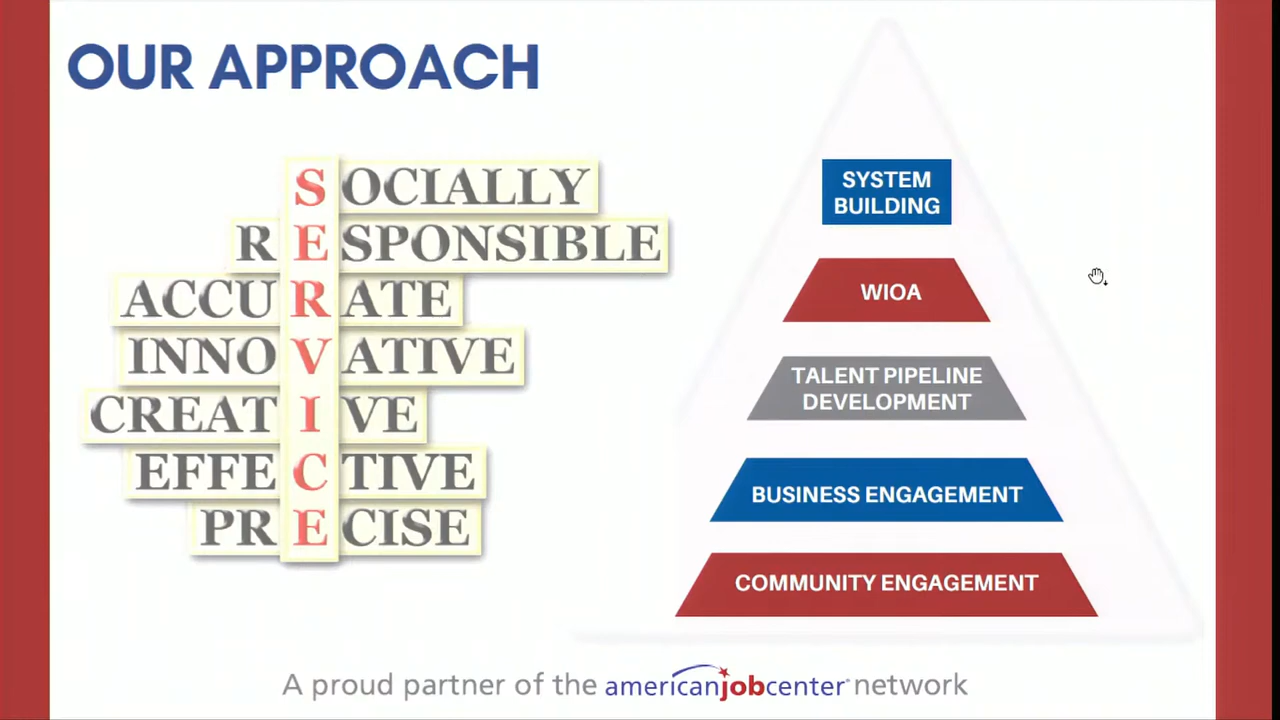 OUR APPROACH
SOCIALLY
RESPONSIBLE
ACCURATE
INNOVATIVE
CREATIVE
EFFECTIVE
PRECISE
SYSTEM
BUILDING
WIOA
TALENT PIPELINE
DEVELOPMENT
BUSINESS ENGAGEMENT
COMMUNITY ENGAGEMENT
A proud partner of the americanjobcenter network